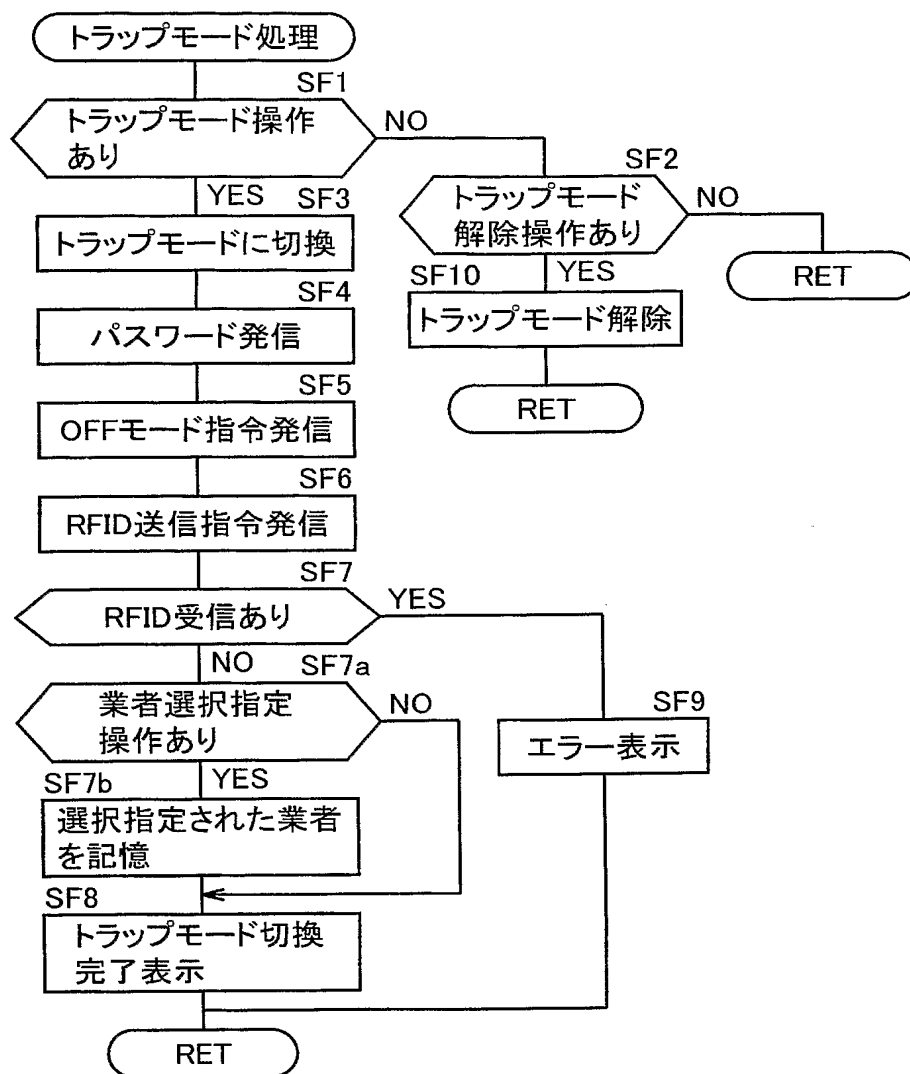 トラップモード処理
SF1
トラップモード操作
あり
NO
SF2
トラップモード
解除操作あり
NO
RET
YES
SF10
トラップモード解除
RET
YES
SF3
トラップモードに切換
SF4
パスワード発信
SF5
OFFモード指令発信
SF6
RFID送信指令発信
SF7
RFID受信あり
YES
NO
SF7a
業者選択指定
操作あり
NO
SF9
エラー表示
SF7b
YES
選択指定された業者
を記憶
SF8
トラップモード切換
完了表示
RET